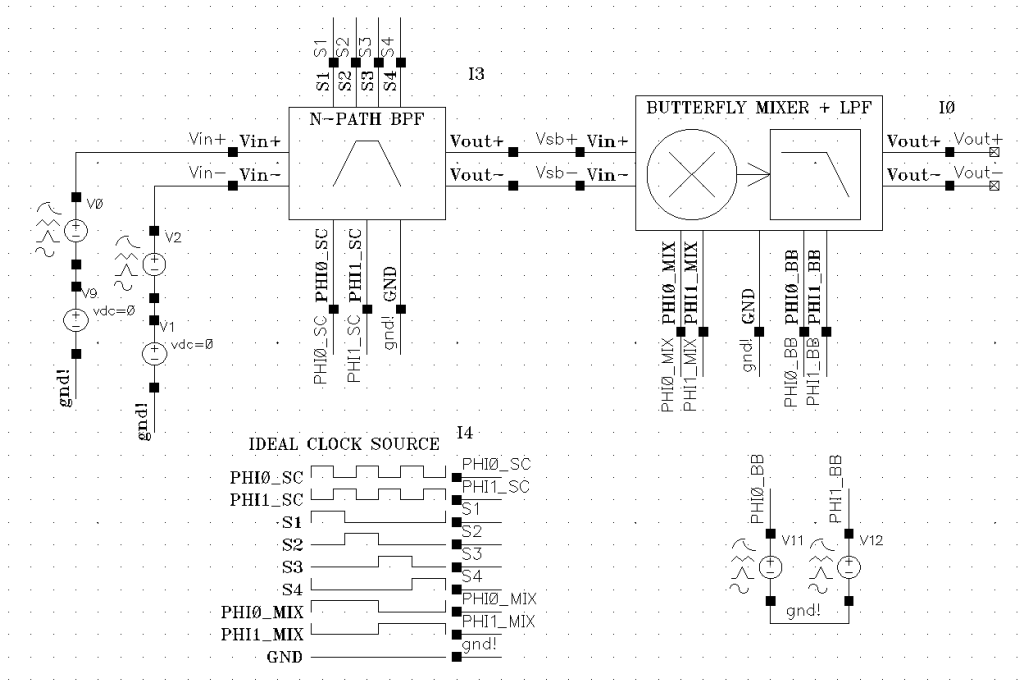 S1 S2 S3 S4
S1 S2 S3 S4
I3
N-PATH BPF
Vin+ Vin+
Vin- Vin-
Vout+ Vsb+ Vin+
Vout- Vsb- Vin-
BUTTERFLY MIXER + LPF
I0
Vout+ Vout+
Vout- Vout-
V0
V2
V9
vdc=0
V1
vdc=0
gnd!
gnd!
PHI0_SC PHI1_SC GND
PHI0_SC PHI1_SC gnd!
PHI0_MIX PHI1_MIX GND PHI0_BB PHI1_BB
PHI0_MIX PHI1_MIX gnd! PHI0_BB PHI1_BB
IDEAL CLOCK SOURCE
I4
PHI0_SC PHI0_SC
PHI1_SC PHI1_SC
S1 S1
S2 S2
S3 S3
S4 S4
PHI0_MIX PHI0_MIX
PHI1_MIX PHI1_MIX
GND gnd!
PHI0_BB PHI1_BB
V11 V12
gnd!